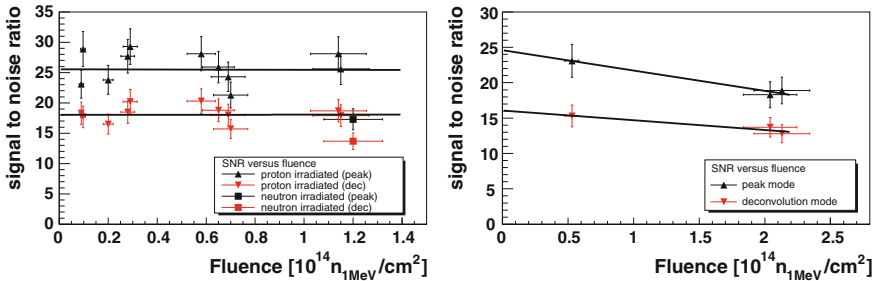 signal to noise ratio
35
30
25
20
15
10
5
0
SNR versus fluence
proton irradiated (peak)
proton irradiated (dec)
neutron irradiated (peak)
neutron irradiated (dec)
0 0.2 0.4 0.6 0.8 1 1.2 1.4
Fluence [10^14 n_1MeV/cm²]
signal to noise ratio
30
25
20
15
10
5
0
SNR versus fluence
peak mode
deconvolution mode
0 0.5 1 1.5 2 2.5
Fluence [10^14 n_1MeV/cm²]